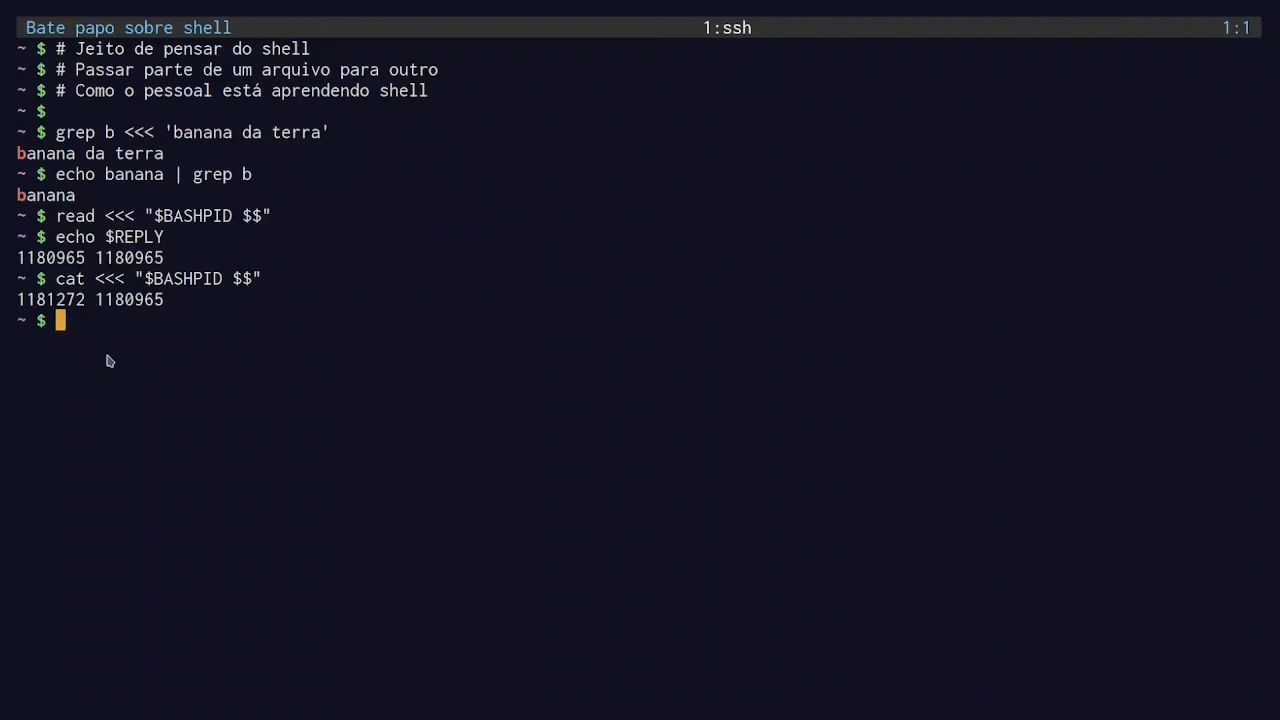 Bate papo sobre shell 1:ssh 1:1
~ $ # Jeito de pensar do shell
~ $ # Passar parte de um arquivo para outro
~ $ # Como o pessoal está aprendendo shell
~ $
~ $ grep b <<< 'banana da terra'
banana da terra
~ $ echo banana | grep b
banana
~ $ read <<< "$BASHPID $$"
~ $ echo $REPLY
1180965 1180965
~ $ cat <<< "$BASHPID $$"
1181272 1180965
~ $